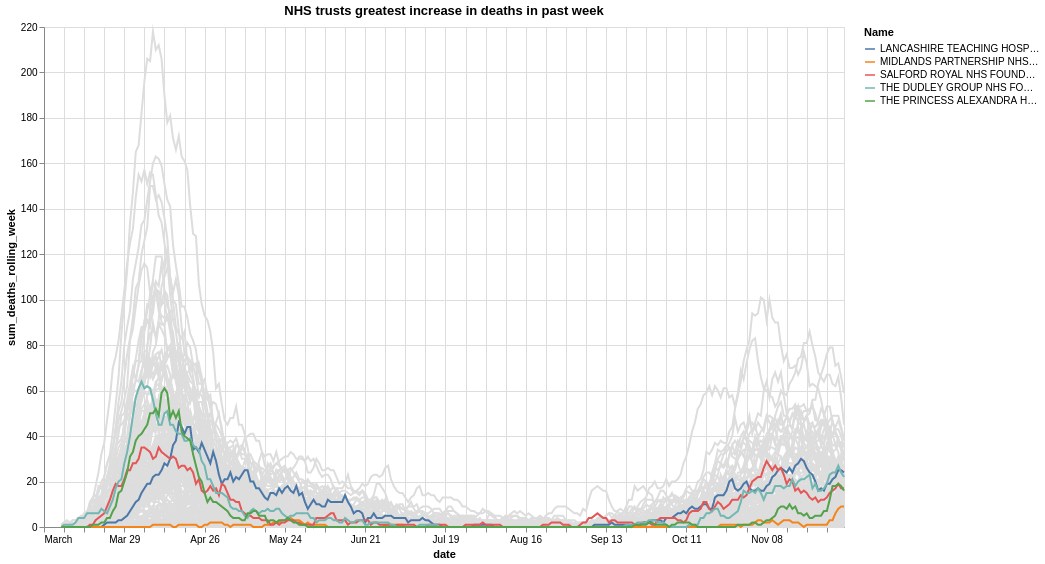 NHS trusts greatest increase in deaths in past week
Name
LANCASHIRE TEACHING HOSP…
MIDLANDS PARTNERSHIP NHS…
SALFORD ROYAL NHS FOUND…
THE DUDLEY GROUP NHS FO…
THE PRINCESS ALEXANDRA H…
sum_deaths_rolling_week
220
200
180
160
140
120
100
80
60
40
20
0
March Mar 29 Apr 26 May 24 Jun 21 Jul 19 Aug 16 Sep 13 Oct 11 Nov 08
date